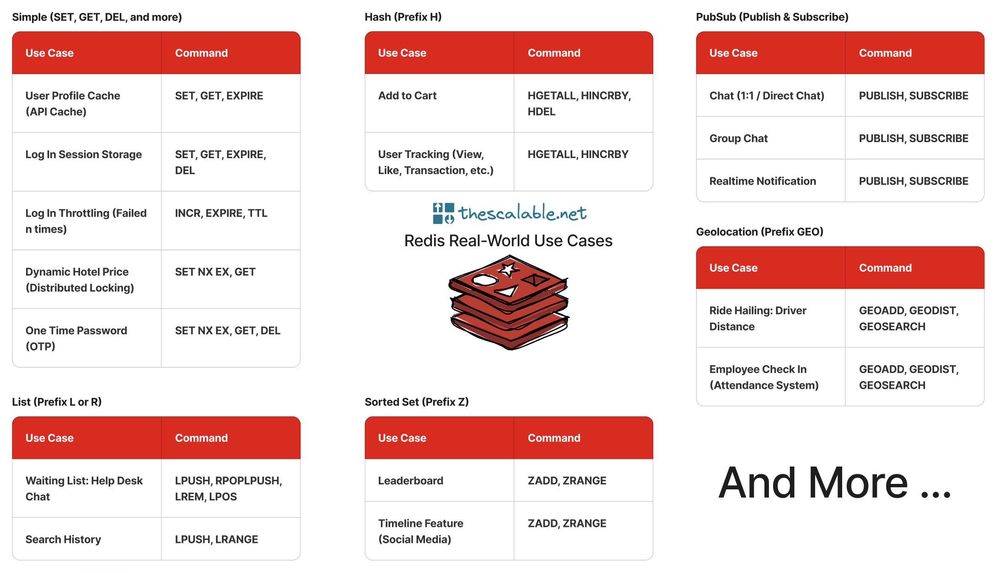 Simple (SET, GET, DEL, and more)
Use Case
Command
User Profile Cache
(API Cache)
SET, GET, EXPIRE
Log In Session Storage
SET, GET, EXPIRE,
DEL
Log In Throttling (Failed
n times)
INCR, EXPIRE, TTL
Dynamic Hotel Price
(Distributed Locking)
SET NX EX, GET
One Time Password
(OTP)
SET NX EX, GET, DEL
List (Prefix L or R)
Use Case
Command
Waiting List: Help Desk
Chat
LPUSH, RPOPLPUSH,
LREM, LPOS
Search History
LPUSH, LRANGE
Hash (Prefix H)
Use Case
Command
Add to Cart
HGETALL, HINCRBY,
HDEL
User Tracking (View,
Like, Transaction, etc.)
HGETALL, HINCRBY
thescalable.net
Redis Real-World Use Cases
Sorted Set (Prefix Z)
Use Case
Command
Leaderboard
ZADD, ZRANGE
Timeline Feature
(Social Media)
ZADD, ZRANGE
PubSub (Publish & Subscribe)
Use Case
Command
Chat (1:1 / Direct Chat)
PUBLISH, SUBSCRIBE
Group Chat
PUBLISH, SUBSCRIBE
Realtime Notification
PUBLISH, SUBSCRIBE
Geolocation (Prefix GEO)
Use Case
Command
Ride Hailing: Driver
Distance
GEOADD, GEODIST,
GEOSEARCH
Employee Check In
(Attendance System)
GEOADD, GEODIST,
GEOSEARCH
And More ...